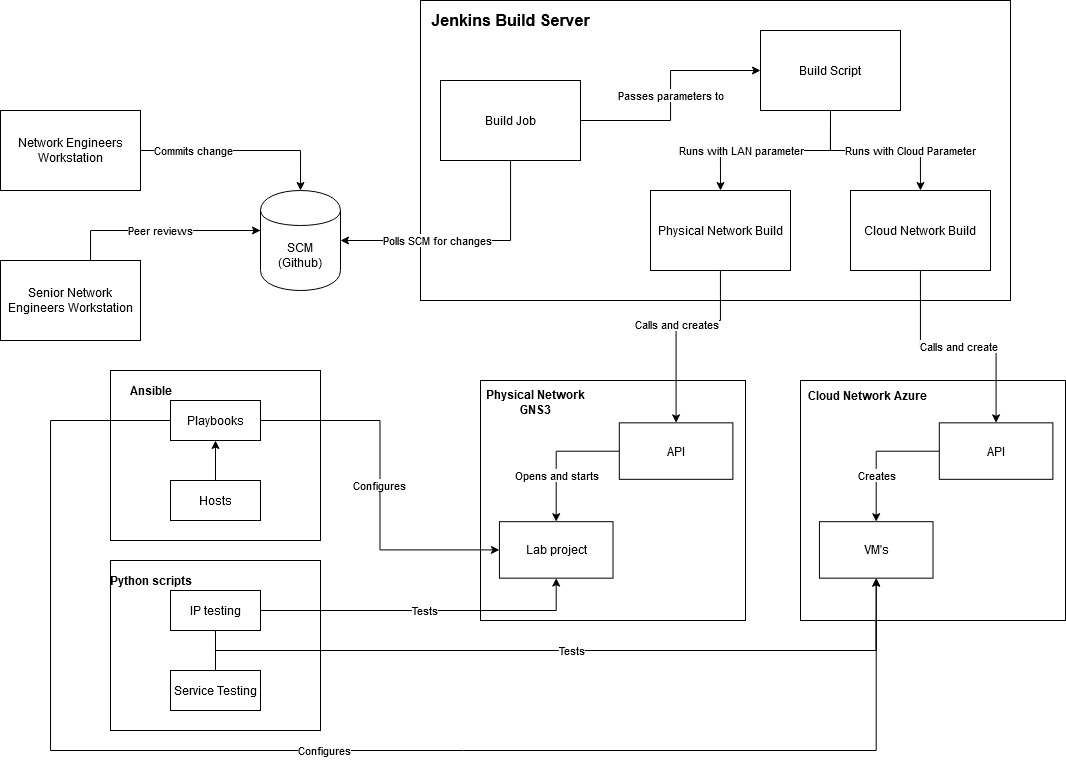 Jenkins Build Server
Build Script
Passes parameters to
Build Job
Network Engineers
Workstation
Commits change
Runs with LAN parameter
Runs with Cloud Parameter
Peer reviews
SCM
(Github)
Polls SCM for changes
Physical Network Build
Cloud Network Build
Senior Network
Engineers Workstation
Calls and creates
Calls and create
Ansible
Playbooks
Hosts
Configures
Physical Network
GNS3
API
Opens and starts
Lab project
Cloud Network Azure
API
Creates
VM's
Python scripts
IP testing
Tests
Tests
Service Testing
Configures